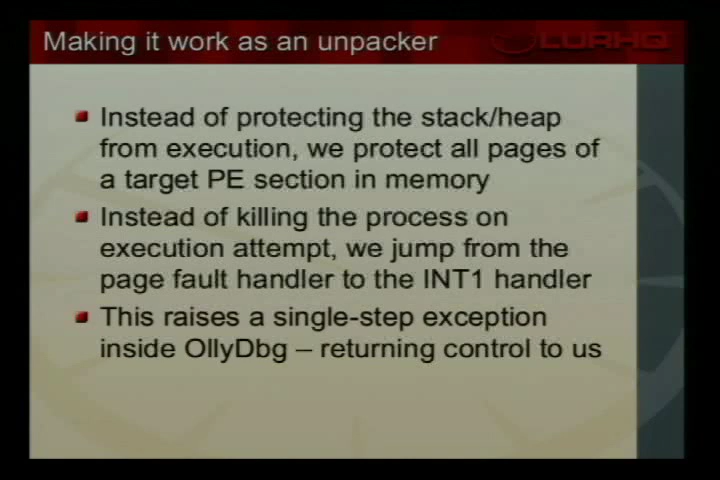 Making it work as an unpacker
LURHQ
Instead of protecting the stack/heap
from execution, we protect all pages of
a target PE section in memory
Instead of killing the process on
execution attempt, we jump from the
page fault handler to the INT1 handler
This raises a single-step exception
inside OllyDbg – returning control to us